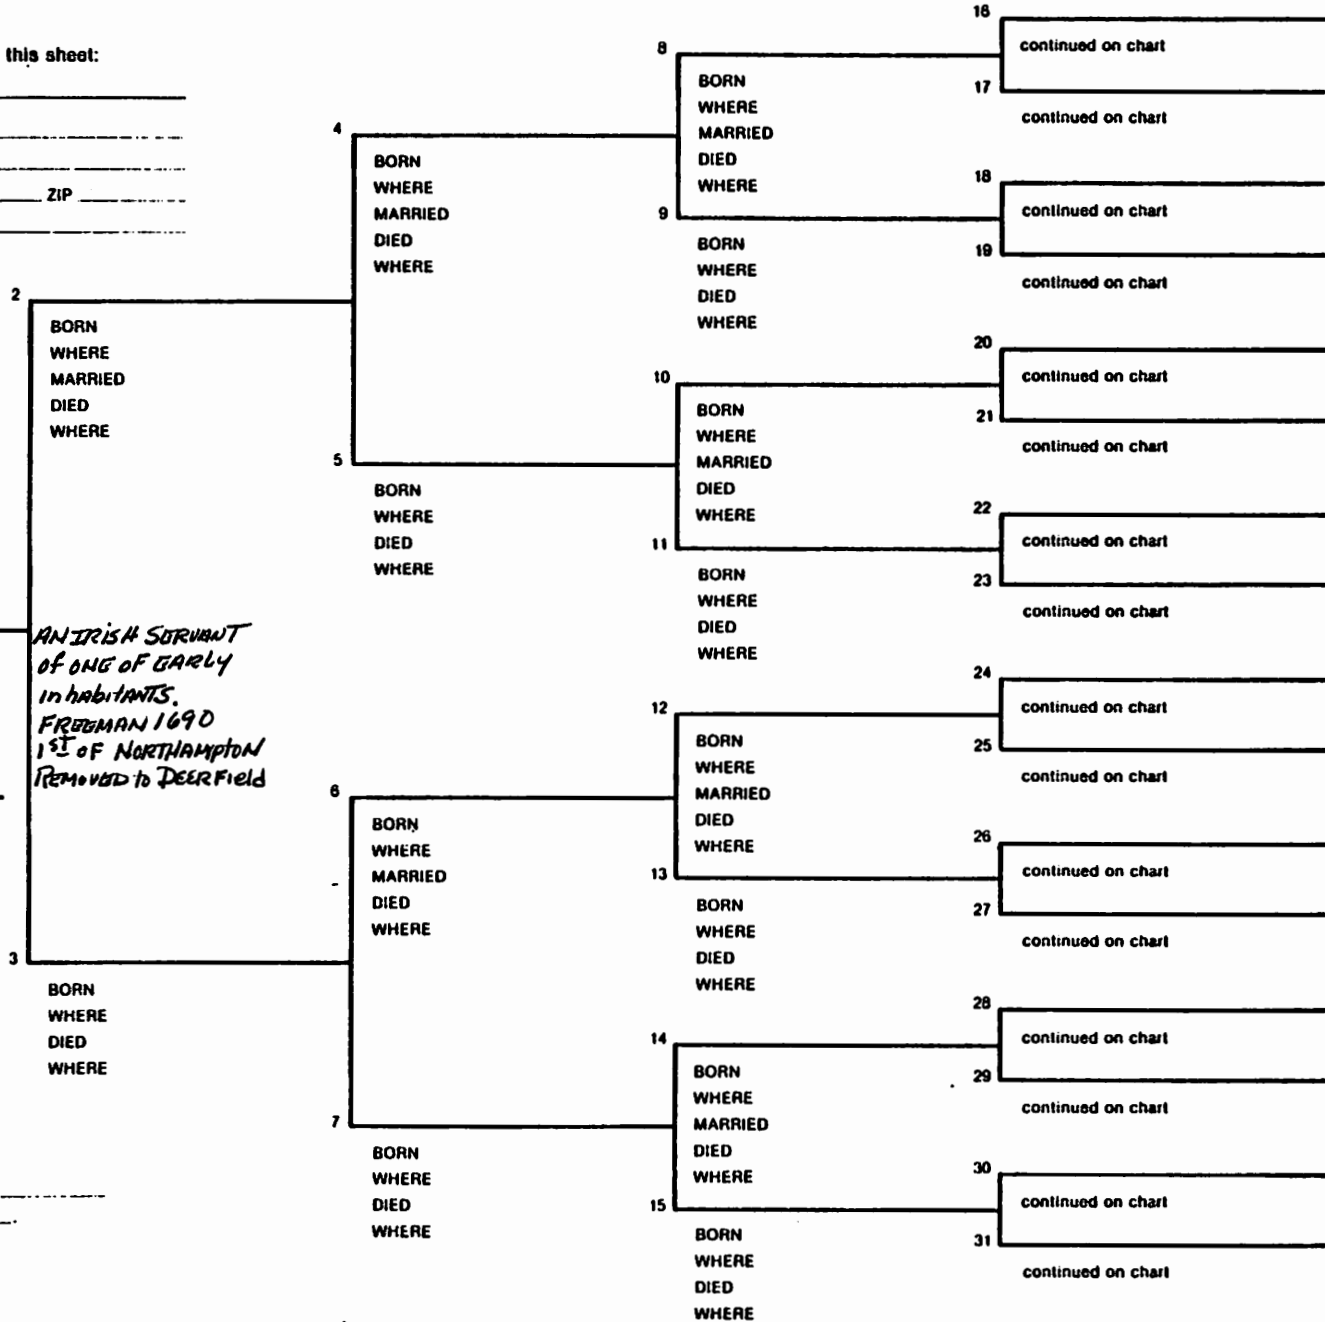 this sheet:
ZIP
2
BORN
WHERE
MARRIED
DIED
WHERE
AN IRISH SERVANT
of ONE OF EARLY
inhabitANTS.
FREEMAN 1690
1ST OF NORTHAMPTON
REMOVED to DEERField
3
BORN
WHERE
DIED
WHERE
4
BORN
WHERE
MARRIED
DIED
WHERE
5
BORN
WHERE
DIED
WHERE
6
BORN
WHERE
MARRIED
DIED
WHERE
7
BORN
WHERE
DIED
WHERE
8
BORN
WHERE
MARRIED
DIED
WHERE
9
BORN
WHERE
DIED
WHERE
10
BORN
WHERE
MARRIED
DIED
WHERE
11
BORN
WHERE
DIED
WHERE
12
BORN
WHERE
MARRIED
DIED
WHERE
13
BORN
WHERE
DIED
WHERE
14
BORN
WHERE
MARRIED
DIED
WHERE
15
BORN
WHERE
DIED
WHERE
16
continued on chart
17
continued on chart
18
continued on chart
19
continued on chart
20
continued on chart
21
continued on chart
22
continued on chart
23
continued on chart
24
continued on chart
25
continued on chart
26
continued on chart
27
continued on chart
28
continued on chart
29
continued on chart
30
continued on chart
31
continued on chart